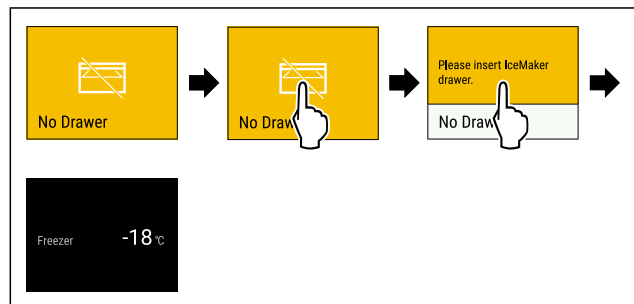 No Drawer
No Draw
Please insert IceMaker
drawer.
No Draw
Freezer -18 °C